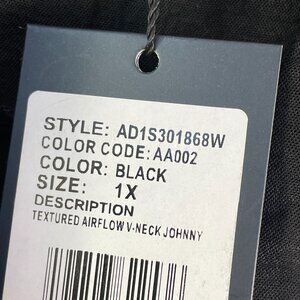 STYLE: AD1S301868W
COLOR CODE: AA002
COLOR: BLACK
SIZE: 1X
DESCRIPTION
TEXTURED AIRFLOW V-NECK JOHNNY